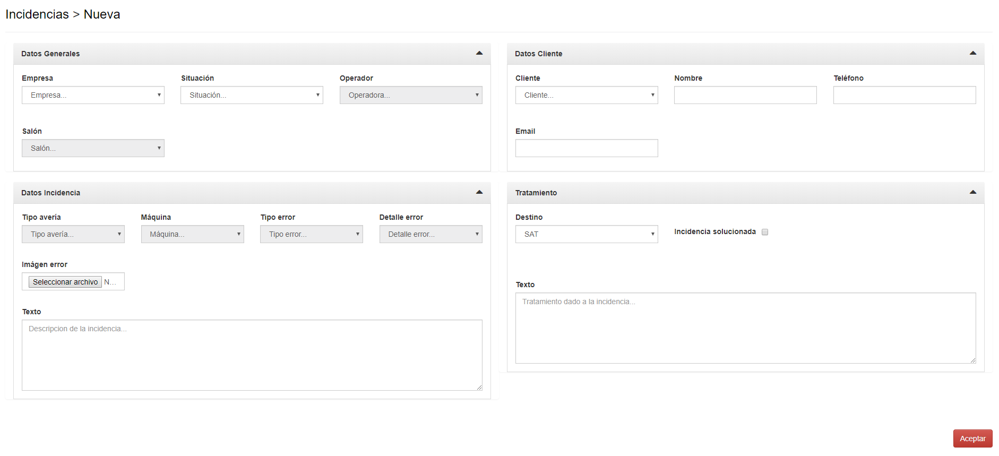 Incidencias > Nueva
Datos Generales
Empresa Situación Operador
Empresa... Situación... Operadora...
Salón
Salón...
Datos Cliente
Cliente Nombre Teléfono
Cliente...
Email
Datos Incidencia
Tipo avería Máquina Tipo error Detalle error
Tipo avería... Máquina... Tipo error... Detalle error...
Imágen error
Seleccionar archivo N...
Texto
Descripcion de la incidencia...
Tratamiento
Destino
SAT Incidencia solucionada
Texto
Tratamiento dado a la incidencia...
Aceptar